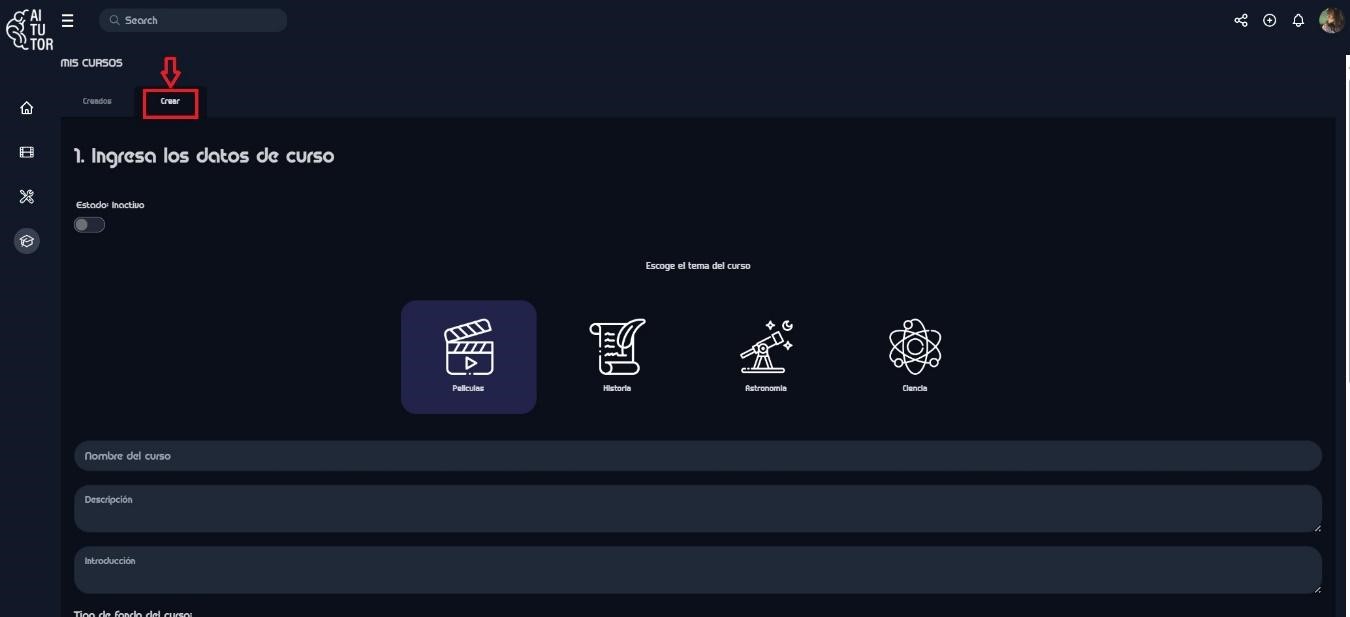 AI
TU
TOR
Search
MIS CURSOS
Creados
Crear
1. Ingresa los datos de curso
Estado: Inactivo
Escoge el tema del curso
Películas
Historia
Astronomía
Ciencia
Nombre del curso
Descripción
Introducción
Tipo de fondo del curso: